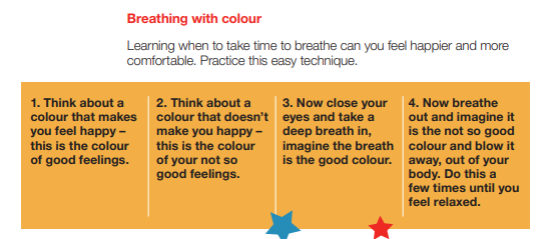 Breathing with colour
Learning when to take time to breathe can you feel happier and more
comfortable. Practice this easy technique.
1. Think about a
colour that makes
you feel happy –
this is the colour
of good feelings.
2. Think about a
colour that doesn’t
make you happy –
this is the colour
of your not so
good feelings.
3. Now close your
eyes and take a
deep breath in,
imagine the breath
is the good colour.
4. Now breathe
out and imagine it
is the not so good
colour and blow it
away, out of your
body. Do this a
few times until you
feel relaxed.